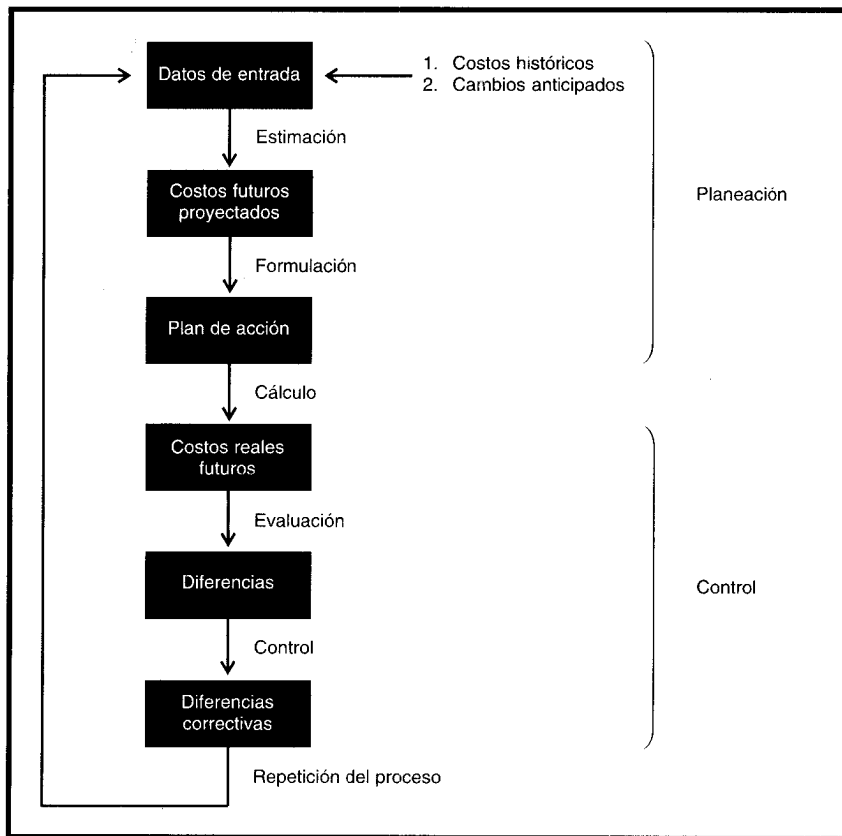 Datos de entrada
1. Costos históricos
2. Cambios anticipados
Estimación
Costos futuros
proyectados
Planeación
Formulación
Plan de acción
Cálculo
Costos reales
futuros
Evaluación
Diferencias
Control
Control
Diferencias
correctivas
Repetición del proceso